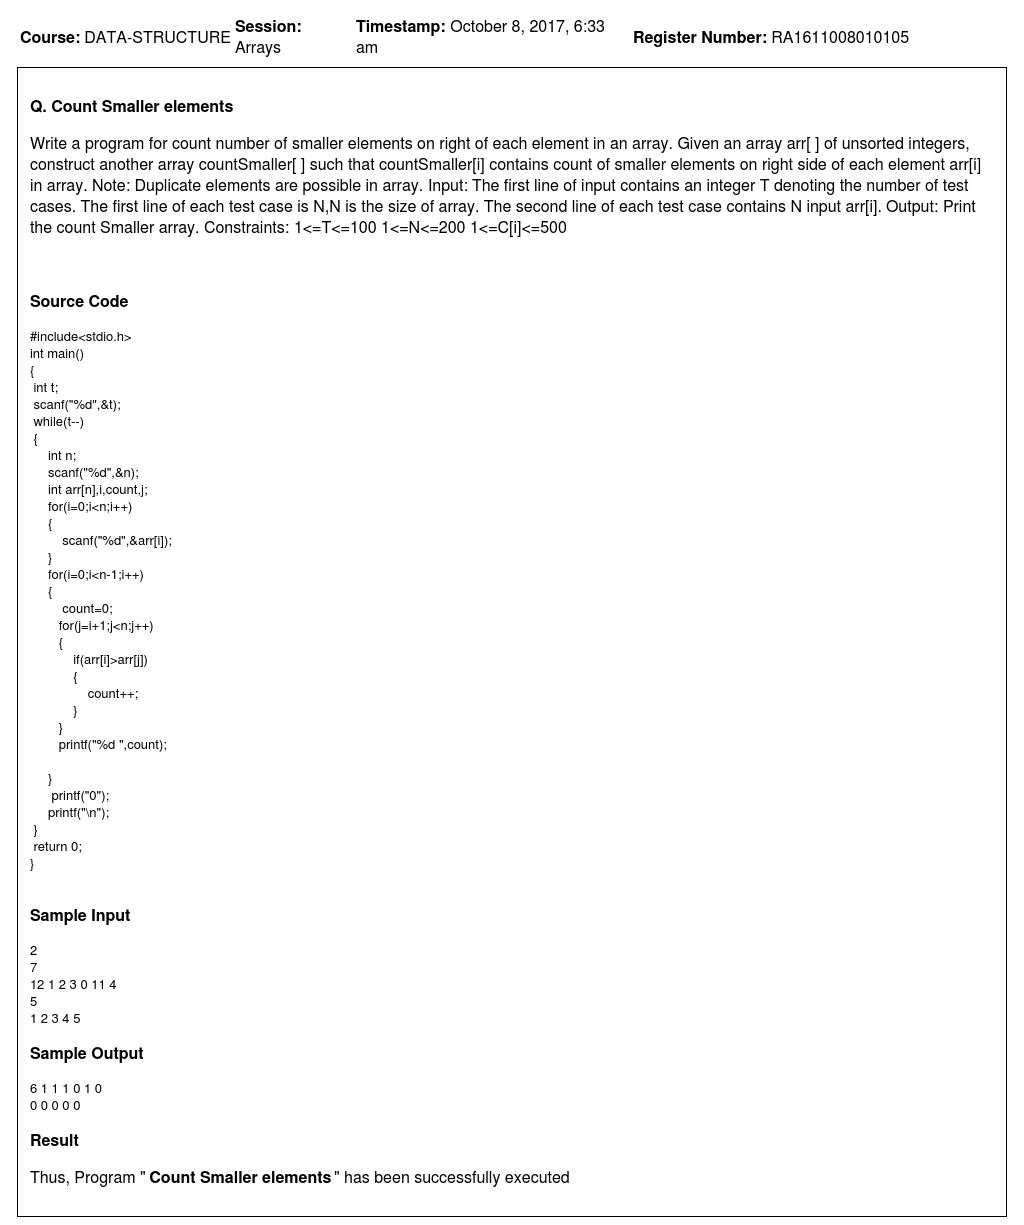 Course: DATA-STRUCTURE Session: Arrays Timestamp: October 8, 2017, 6:33 am Register Number: RA1611008010105
Q. Count Smaller elements
Write a program for count number of smaller elements on right of each element in an array. Given an array arr[ ] of unsorted integers,
construct another array countSmaller[ ] such that countSmaller[i] contains count of smaller elements on right side of each element arr[i]
in array. Note: Duplicate elements are possible in array. Input: The first line of input contains an integer T denoting the number of test
cases. The first line of each test case is N,N is the size of array. The second line of each test case contains N input arr[i]. Output: Print
the count Smaller array. Constraints: 1<=T<=100 1<=N<=200 1<=C[i]<=500
Source Code
#include<stdio.h>
int main()
{
int t;
scanf("%d",&t);
while(t--)
{
int n;
scanf("%d",&n);
int arr[n],i,count,j;
for(i=0;i<n;i++)
{
scanf("%d",&arr[i]);
}
for(i=0;i<n-1;i++)
{
count=0;
for(j=i+1;j<n;j++)
{
if(arr[i]>arr[j])
{
count++;
}
}
printf("%d ",count);
}
printf("0");
printf("\n");
}
return 0;
}
Sample Input
2
7
12 1 2 3 0 11 4
5
1 2 3 4 5
Sample Output
6 1 1 1 0 1 0
0 0 0 0 0
Result
Thus, Program " Count Smaller elements " has been successfully executed